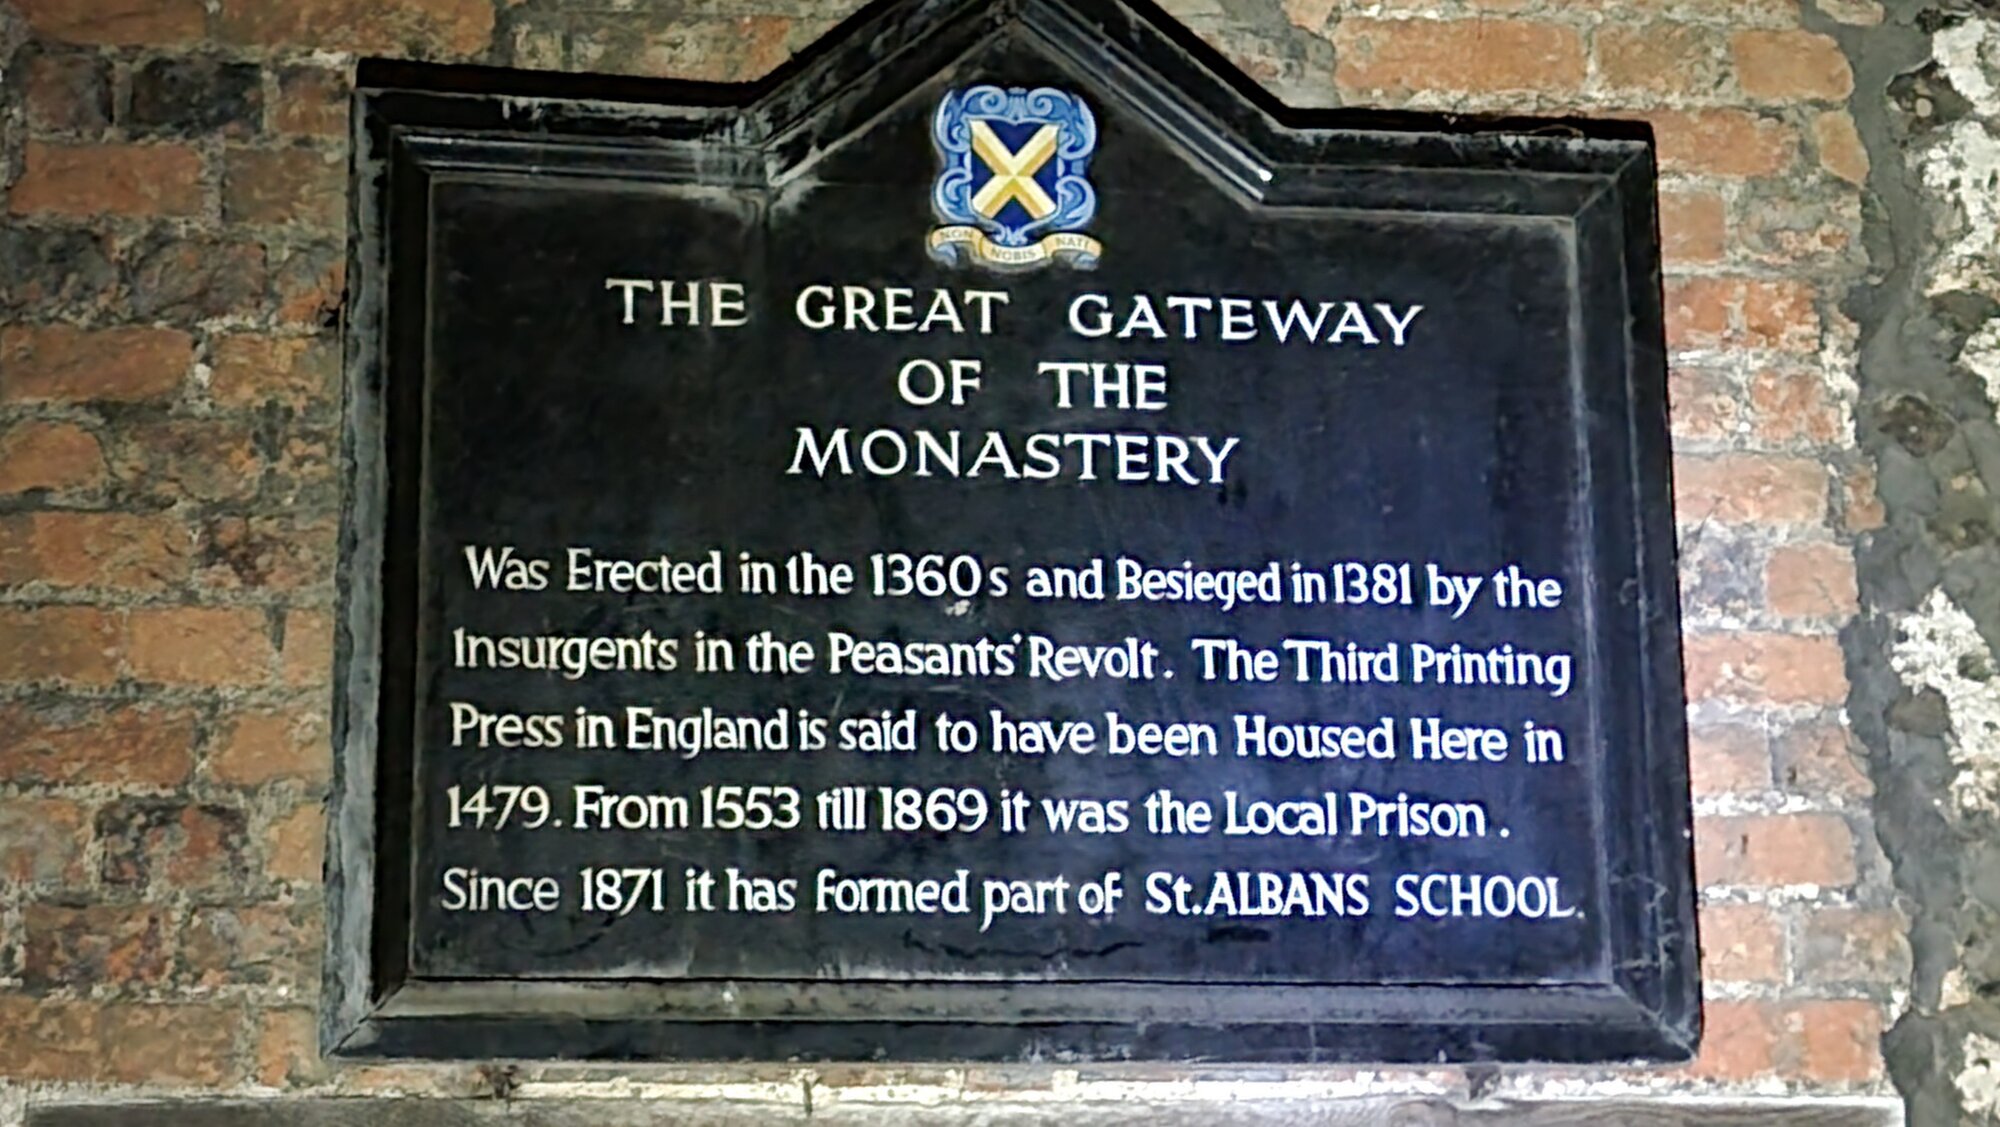 NON NOBIS NATI
THE GREAT GATEWAY
OF THE
MONASTERY
Was Erected in the 1360s and Besieged in 1381 by the
Insurgents in the Peasants' Revolt. The Third Printing
Press in England is said to have been Housed Here in
1479. From 1553 till 1869 it was the Local Prison.
Since 1871 it has formed part of St. ALBANS SCHOOL.